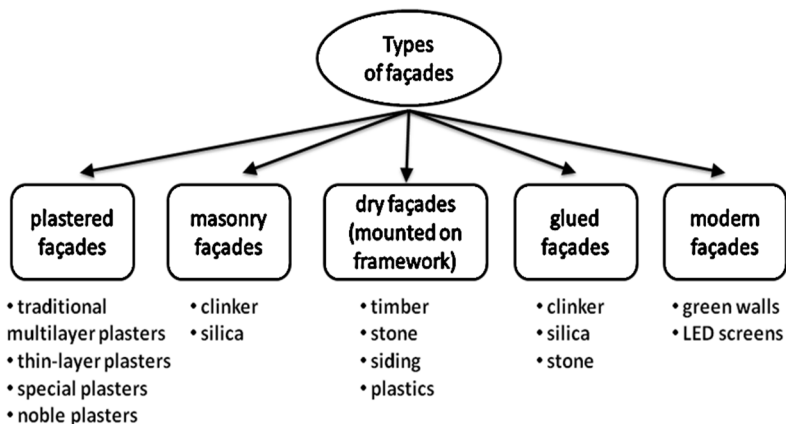 Types
of façades
plastered
façades
masonry
façades
dry façades
(mounted on
framework)
glued
façades
modern
façades
• traditional
multilayer plasters
• thin-layer plasters
• special plasters
• noble plasters
• clinker
• silica
• timber
• stone
• siding
• plastics
• clinker
• silica
• stone
• green walls
• LED screens